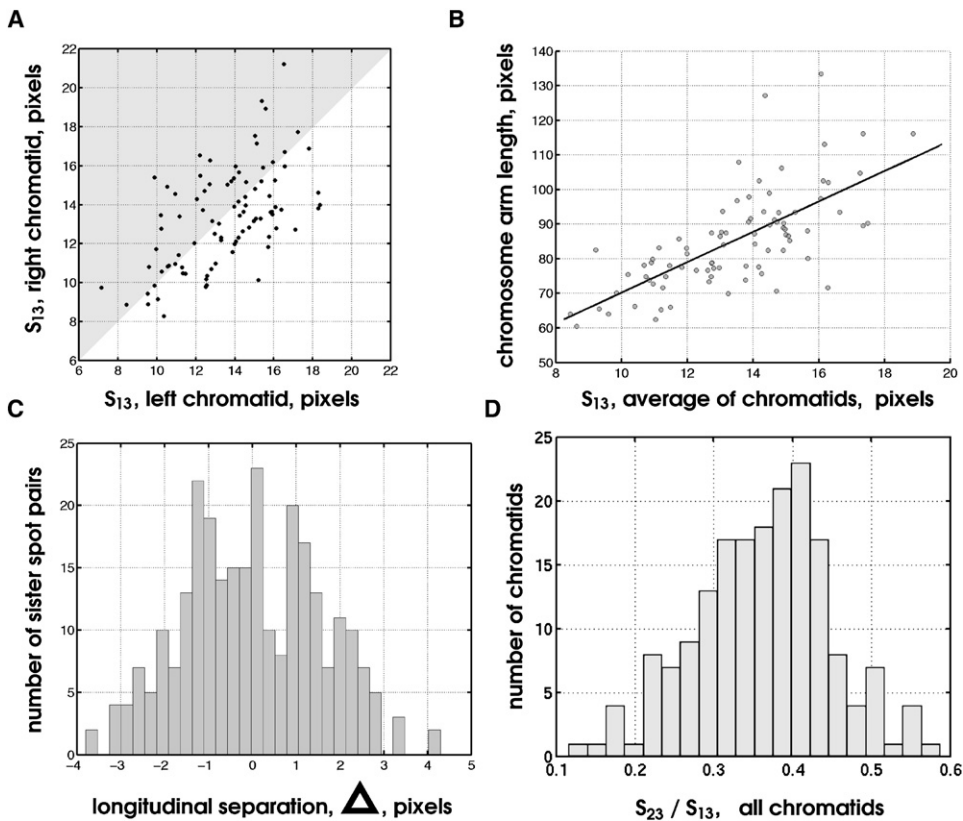 A
22
20
18
16
14
12
10
8
6
6 8 10 12 14 16 18 20 22
S₁₃, right chromatid, pixels
S₁₃, left chromatid, pixels
B
140
130
120
110
100
90
80
70
60
50
8 10 12 14 16 18 20
chromosome arm length, pixels
S₁₃, average of chromatids, pixels
C
25
20
15
10
5
0
−4 −3 −2 −1 0 1 2 3 4 5
number of sister spot pairs
longitudinal separation, Δ, pixels
D
25
20
15
10
5
0
0.1 0.2 0.3 0.4 0.5 0.6
number of chromatids
S₂₃ / S₁₃, all chromatids